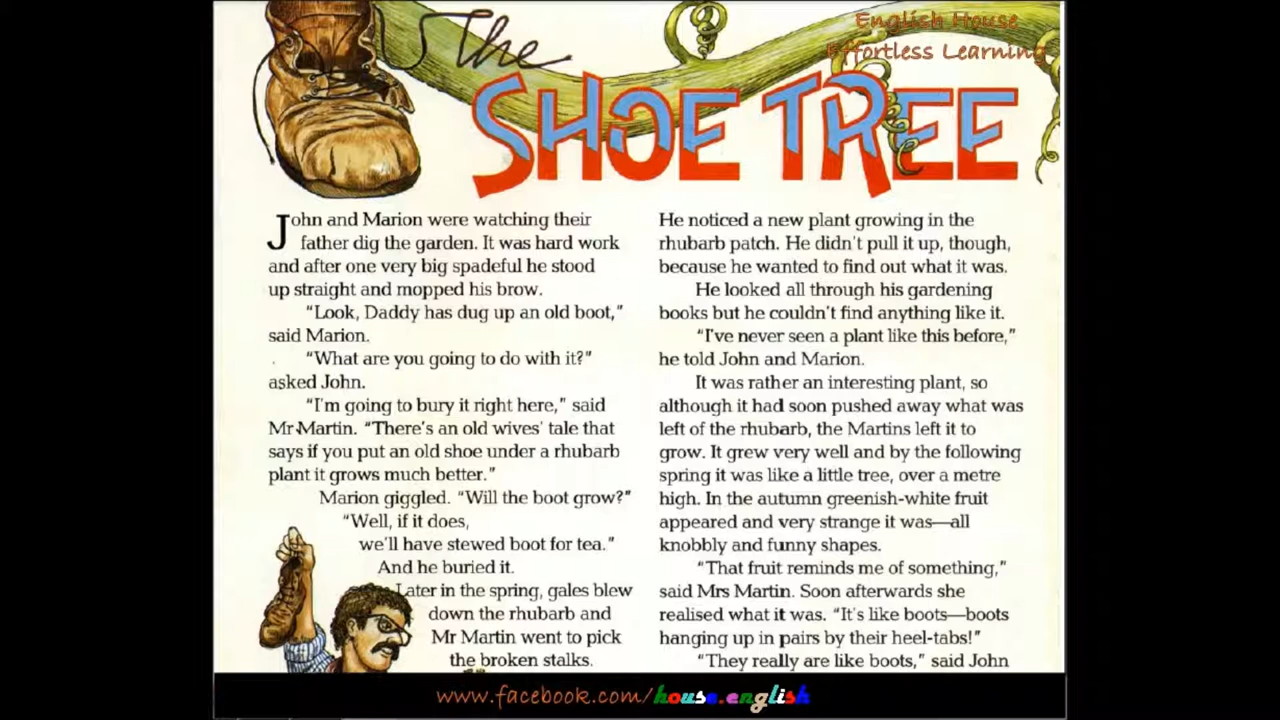 English House
Effortless Learning
The
SHOE TREE
John and Marion were watching their
father dig the garden. It was hard work
and after one very big spadeful he stood
up straight and mopped his brow.
"Look, Daddy has dug up an old boot,"
said Marion.
"What are you going to do with it?"
asked John.
"I'm going to bury it right here," said
Mr Martin. "There's an old wives' tale that
says if you put an old shoe under a rhubarb
plant it grows much better."
Marion giggled. "Will the boot grow?"
"Well, if it does,
we'll have stewed boot for tea."
And he buried it.
Later in the spring, gales blew
down the rhubarb and
Mr Martin went to pick
the broken stalks.
He noticed a new plant growing in the
rhubarb patch. He didn't pull it up, though,
because he wanted to find out what it was.
He looked all through his gardening
books but he couldn't find anything like it.
"I've never seen a plant like this before,"
he told John and Marion.
It was rather an interesting plant, so
although it had soon pushed away what was
left of the rhubarb, the Martins left it to
grow. It grew very well and by the following
spring it was like a little tree, over a metre
high. In the autumn greenish-white fruit
appeared and very strange it was—all
knobbly and funny shapes.
"That fruit reminds me of something,"
said Mrs Martin. Soon afterwards she
realised what it was. "It's like boots—boots
hanging up in pairs by their heel-tabs!"
"They really are like boots," said John
www.facebook.com/house.english